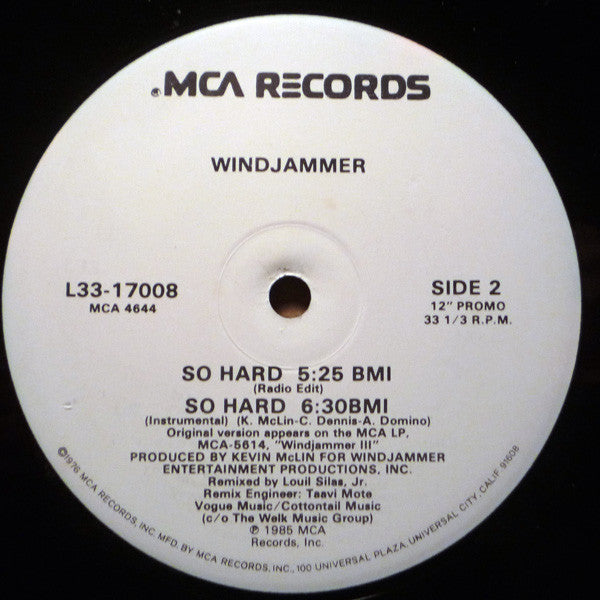 MCA RECORDS
WINDJAMMER
L33-17008
MCA 4644
SIDE 2
12" PROMO
33 1/3 R.P.M.
SO HARD 5:25 BMI
(Radio Edit)
SO HARD 6:30BMI
(Instrumental) (K. McLin-C. Dennis-A. Domino)
Original version appears on the MCA LP,
MCA-5614, "Windjammer III"
PRODUCED BY KEVIN McLIN FOR WINDJAMMER
ENTERTAINMENT PRODUCTIONS, INC.
Remixed by Louil Silas, Jr.
Remix Engineer: Taavi Mote
Vogue Music/Cottontail Music
(c/o The Welk Music Group)
℗ 1985 MCA
Records, Inc.
©1976 MCA RECORDS, INC. MFD. BY MCA RECORDS, INC., 100 UNIVERSAL PLAZA, UNIVERSAL CITY, CALIF. 91608